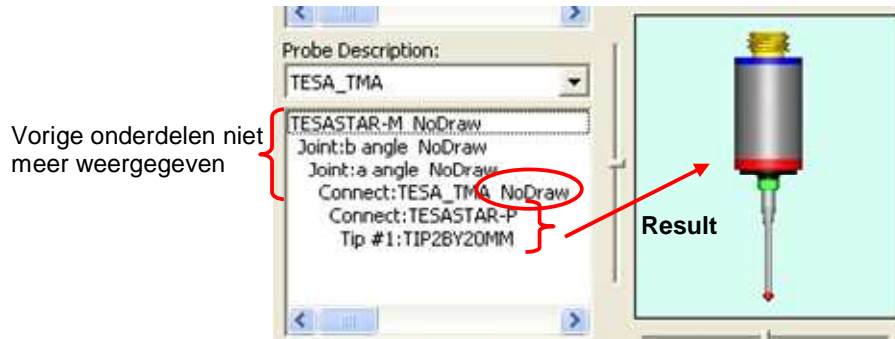 Probe Description:
TESA_TMA
Vorige onderdelen niet
meer weergegeven
TESASTAR-M NoDraw
Joint:b angle NoDraw
Joint:a angle NoDraw
Connect:TESA_TMA NoDraw
Connect:TESASTAR-P
Tip #1:TIP2BY20MM
Result